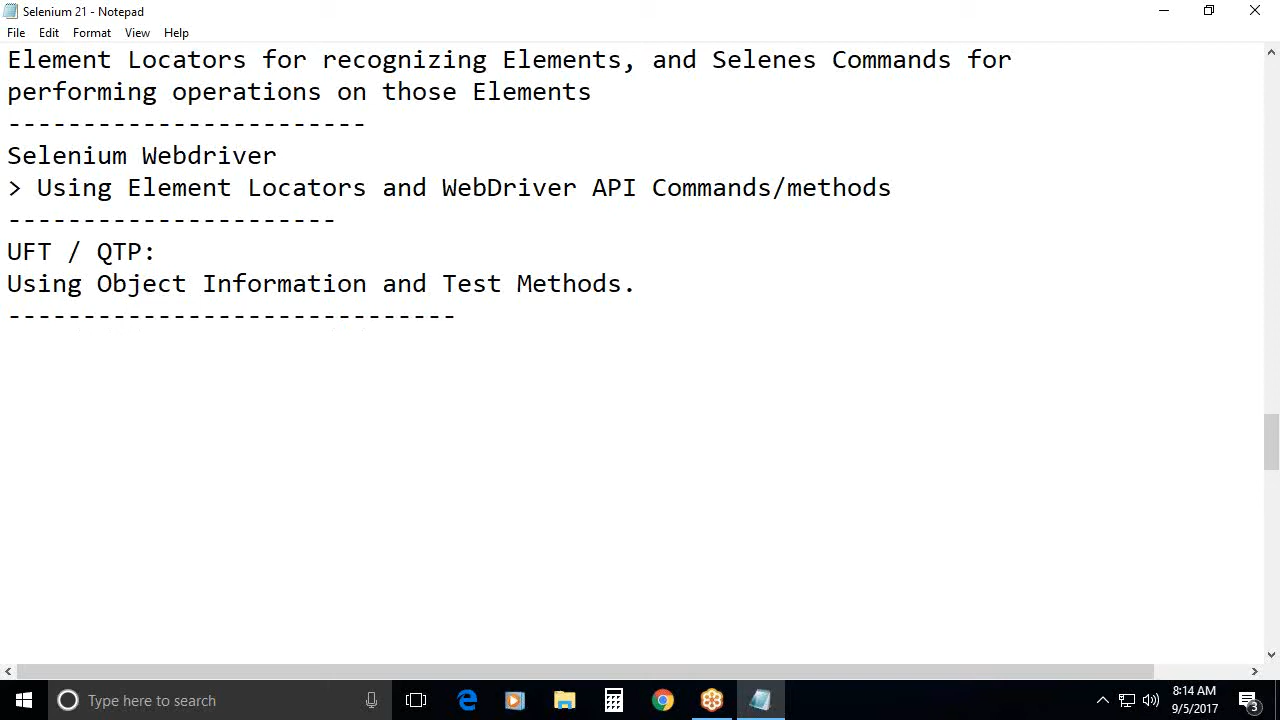 Selenium 21 - Notepad
File Edit Format View Help
Element Locators for recognizing Elements, and Selenes Commands for
performing operations on those Elements
------------------------
Selenium Webdriver
> Using Element Locators and WebDriver API Commands/methods
----------------------
UFT / QTP:
Using Object Information and Test Methods.
------------------------------
Type here to search
8:14 AM
9/5/2017
3